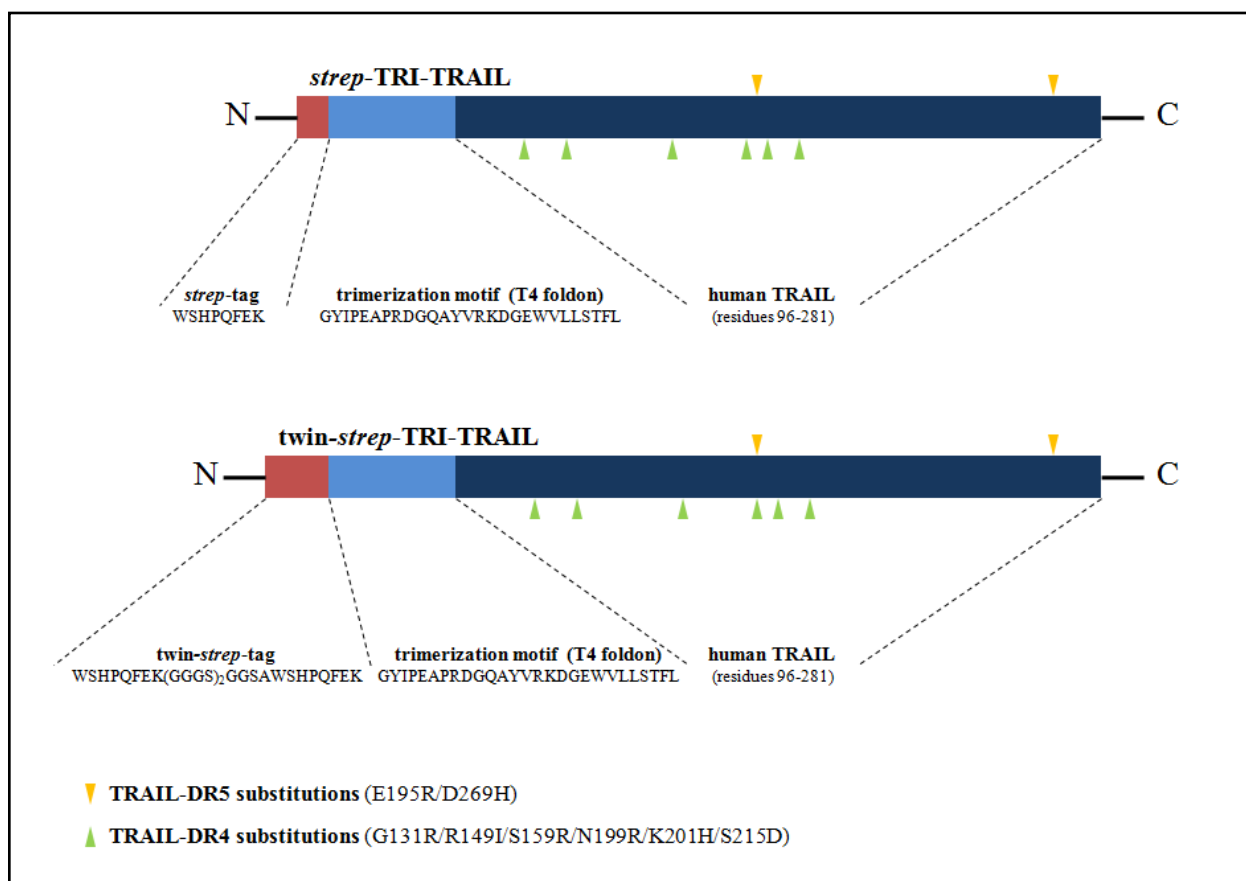 strep-TRI-TRAIL
N C
strep-tag trimerization motif (T4 foldon) human TRAIL
WSHPQFEK GYIPEAPRDGQAYVRKDGEWVLLSTFL (residues 96-281)
twin-strep-TRI-TRAIL
N C
twin-strep-tag trimerization motif (T4 foldon) human TRAIL
WSHPQFEK(GGGS)₂GGSAWSHPQFEK GYIPEAPRDGQAYVRKDGEWVLLSTFL (residues 96-281)
TRAIL-DR5 substitutions (E195R/D269H)
TRAIL-DR4 substitutions (G131R/R149I/S159R/N199R/K201H/S215D)